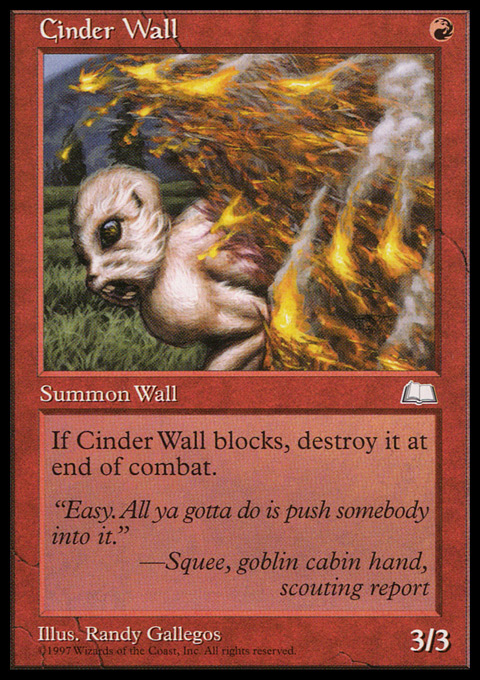 Cinder Wall
Summon Wall
If Cinder Wall blocks, destroy it at
end of combat.
“Easy. All ya gotta do is push somebody
into it.”
—Squee, goblin cabin hand,
scouting report
Illus. Randy Gallegos
©1997 Wizards of the Coast, Inc. All rights reserved.
3/3